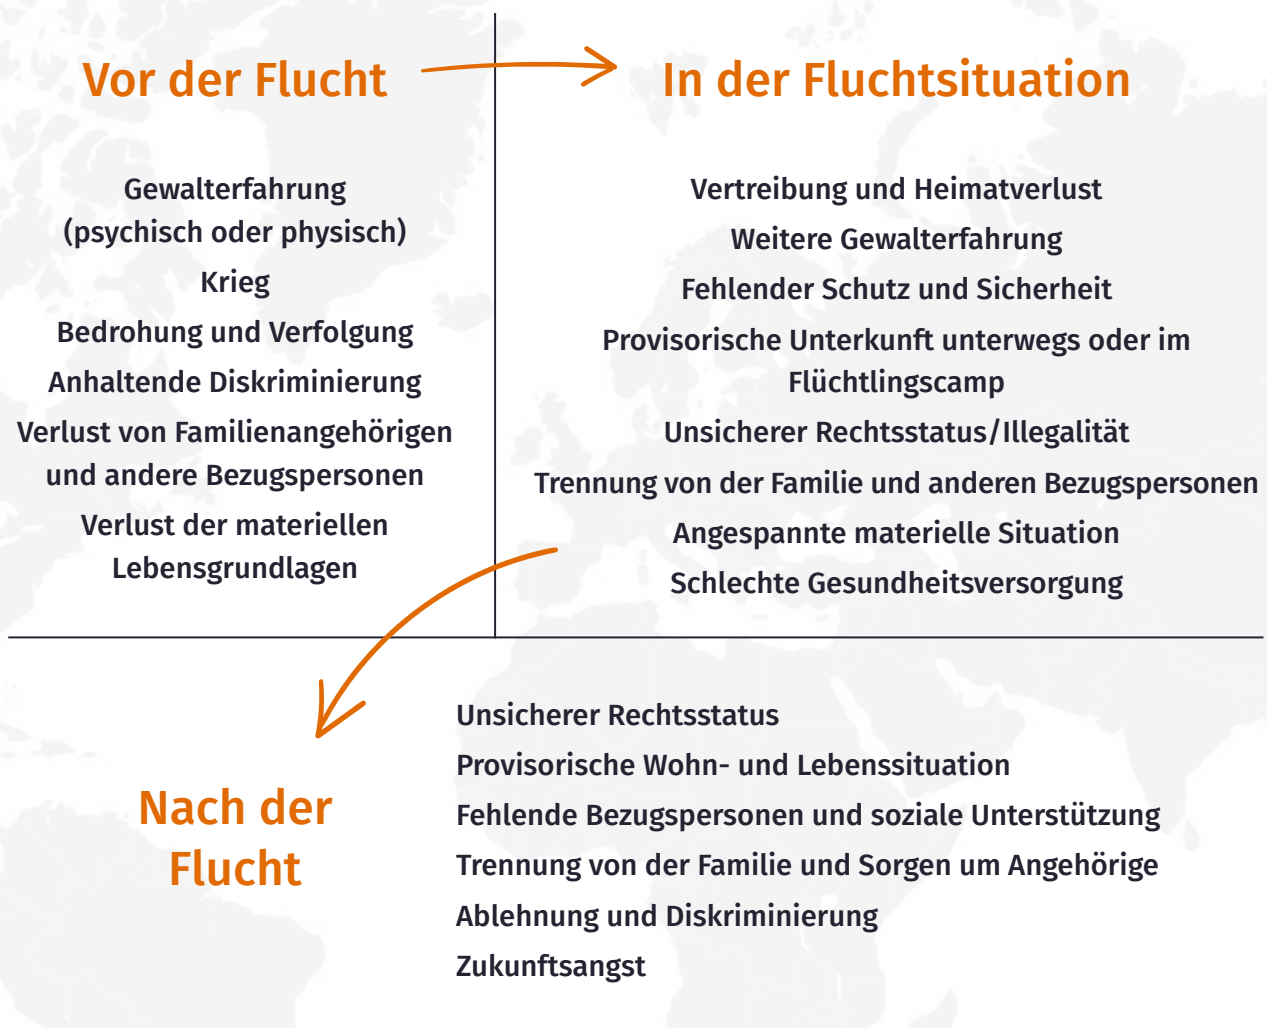 Vor der Flucht
Gewalterfahrung
(psychisch oder physisch)
Krieg
Bedrohung und Verfolgung
Anhaltende Diskriminierung
Verlust von Familienangehörigen
und andere Bezugspersonen
Verlust der materiellen
Lebensgrundlagen
In der Fluchtsituation
Vertreibung und Heimatverlust
Weitere Gewalterfahrung
Fehlender Schutz und Sicherheit
Provisorische Unterkunft unterwegs oder im
Flüchtlingscamp
Unsicherer Rechtsstatus/Illegalität
Trennung von der Familie und anderen Bezugspersonen
Angespannte materielle Situation
Schlechte Gesundheitsversorgung
Nach der
Flucht
Unsicherer Rechtsstatus
Provisorische Wohn- und Lebenssituation
Fehlende Bezugspersonen und soziale Unterstützung
Trennung von der Familie und Sorgen um Angehörige
Ablehnung und Diskriminierung
Zukunftsangst